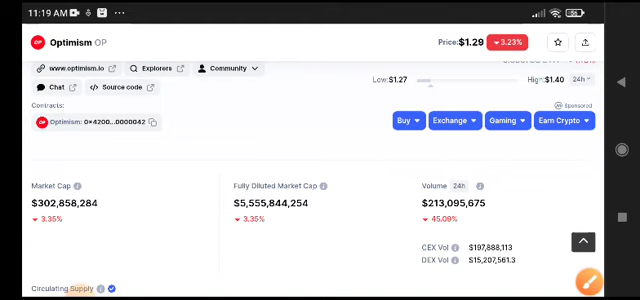 11:19 AM
Optimism OP
Price: $1.29 3.23%
www.optimism.io Explorers Community
Low: $1.27 High: $1.40 24h
Chat Source code
Contracts:
Sponsored
Optimism: 0x4200...0000042
Buy Exchange Gaming Earn Crypto
Market Cap Fully Diluted Market Cap Volume 24h
$302,858,284 $5,555,844,254 $213,095,675
3.35% 3.35% 45.09%
CEX Vol $197,888,113
DEX Vol $15,207,561.3
Circulating Supply